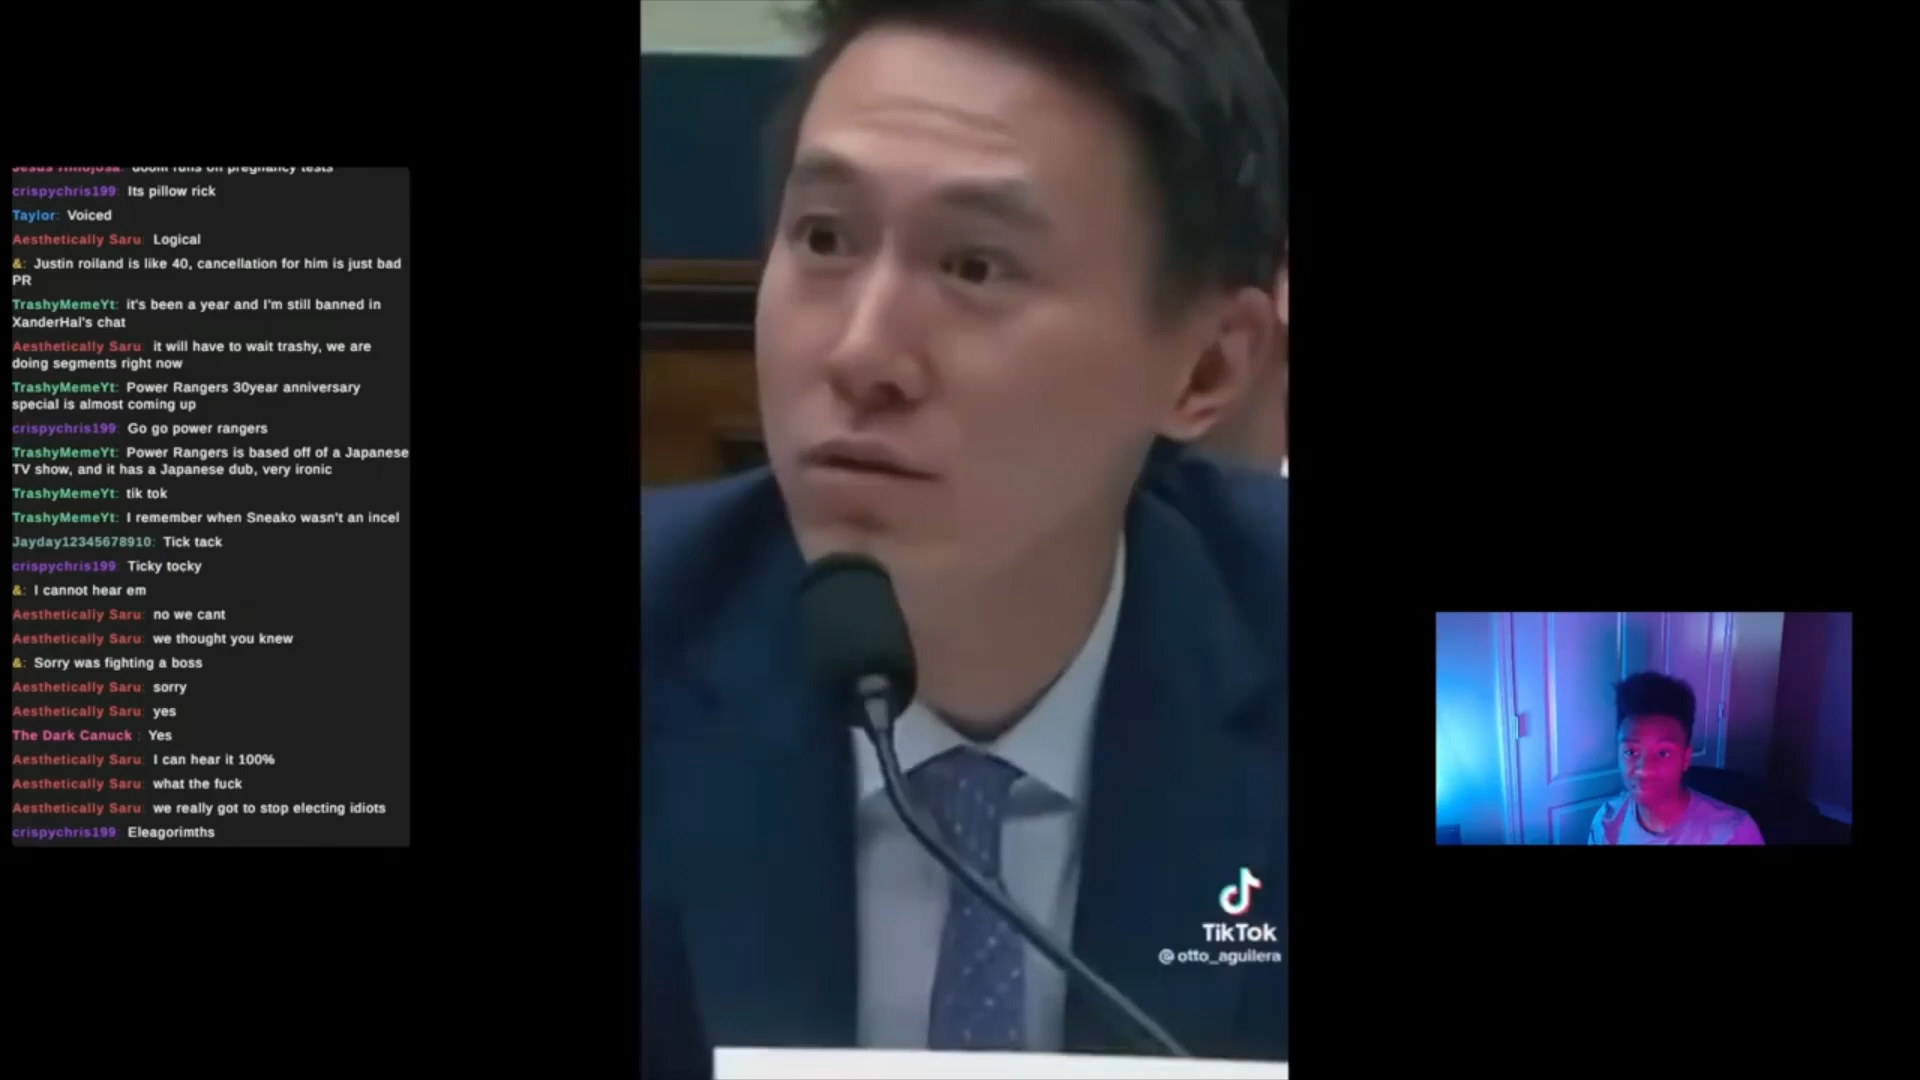 Jesus Hinojosa: doom runs on pregnancy tests
crispychris199: Its pillow rick
Taylor: Voiced
Aesthetically Saru: Logical
&: Justin roiland is like 40, cancellation for him is just bad
PR
TrashyMemeYt: it's been a year and I'm still banned in
XanderHal's chat
Aesthetically Saru: it will have to wait trashy, we are
doing segments right now
TrashyMemeYt: Power Rangers 30year anniversary
special is almost coming up
crispychris199: Go go power rangers
TrashyMemeYt: Power Rangers is based off of a Japanese
TV show, and it has a Japanese dub, very ironic
TrashyMemeYt: tik tok
TrashyMemeYt: I remember when Sneako wasn't an incel
Jayday12345678910: Tick tack
crispychris199: Ticky tocky
&: I cannot hear em
Aesthetically Saru: no we cant
Aesthetically Saru: we thought you knew
&: Sorry was fighting a boss
Aesthetically Saru: sorry
Aesthetically Saru: yes
The Dark Canuck : Yes
Aesthetically Saru: I can hear it 100%
Aesthetically Saru: what the fuck
Aesthetically Saru: we really got to stop electing idiots
crispychris199: Eleagorimths
TikTok
@otto_aguilera